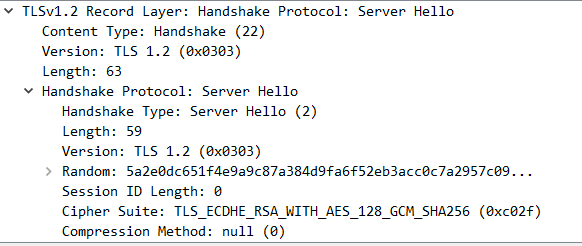 TLSv1.2 Record Layer: Handshake Protocol: Server Hello
Content Type: Handshake (22)
Version: TLS 1.2 (0x0303)
Length: 63
Handshake Protocol: Server Hello
Handshake Type: Server Hello (2)
Length: 59
Version: TLS 1.2 (0x0303)
Random: 5a2e0dc651f4e9a9c87a384d9fa6f52eb3acc0c7a2957c09...
Session ID Length: 0
Cipher Suite: TLS_ECDHE_RSA_WITH_AES_128_GCM_SHA256 (0xc02f)
Compression Method: null (0)